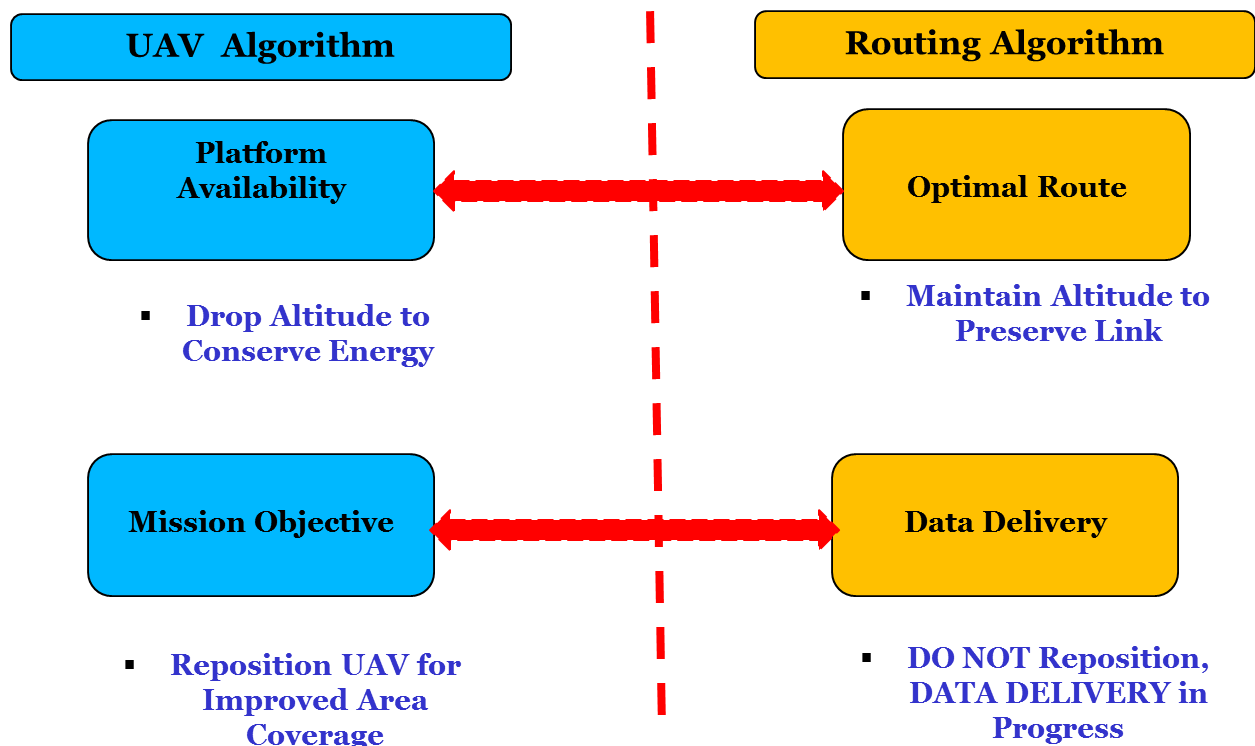 UAV Algorithm
Routing Algorithm
Platform
Availability
Optimal Route
▪ Drop Altitude to
Conserve Energy
▪ Maintain Altitude to
Preserve Link
Mission Objective
Data Delivery
▪ Reposition UAV for
Improved Area
Coverage
▪ DO NOT Reposition,
DATA DELIVERY in
Progress